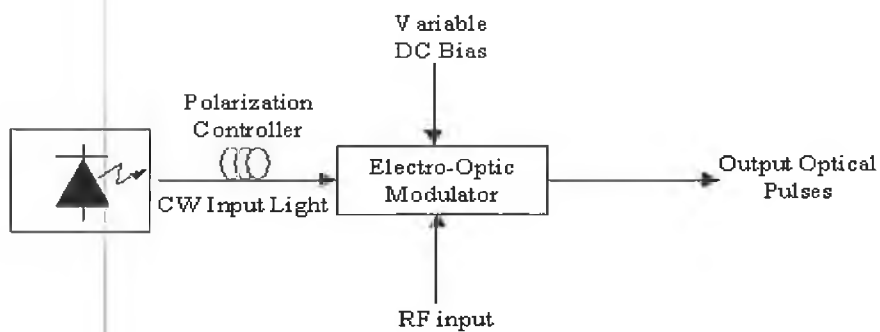 Variable
DC Bias
Polarization
Controller
Electro-Optic
Modulator
Output Optical
Pulses
CW Input Light
RF input